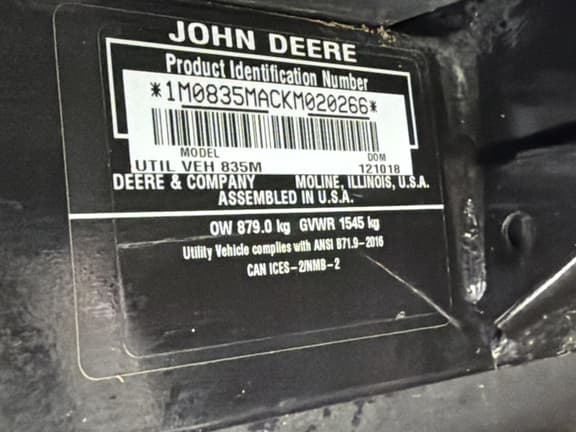 JOHN DEERE
Product Identification Number
*1M0835MACKM020266*
MODEL DOM
UTIL VEH 835M 121018
DEERE & COMPANY MOLINE, ILLINOIS, U.S.A.
ASSEMBLED IN U.S.A.
OW 879.0 kg GVWR 1545 kg
Utility Vehicle complies with ANSI B71.9-2016
CAN ICES-2/NMB-2